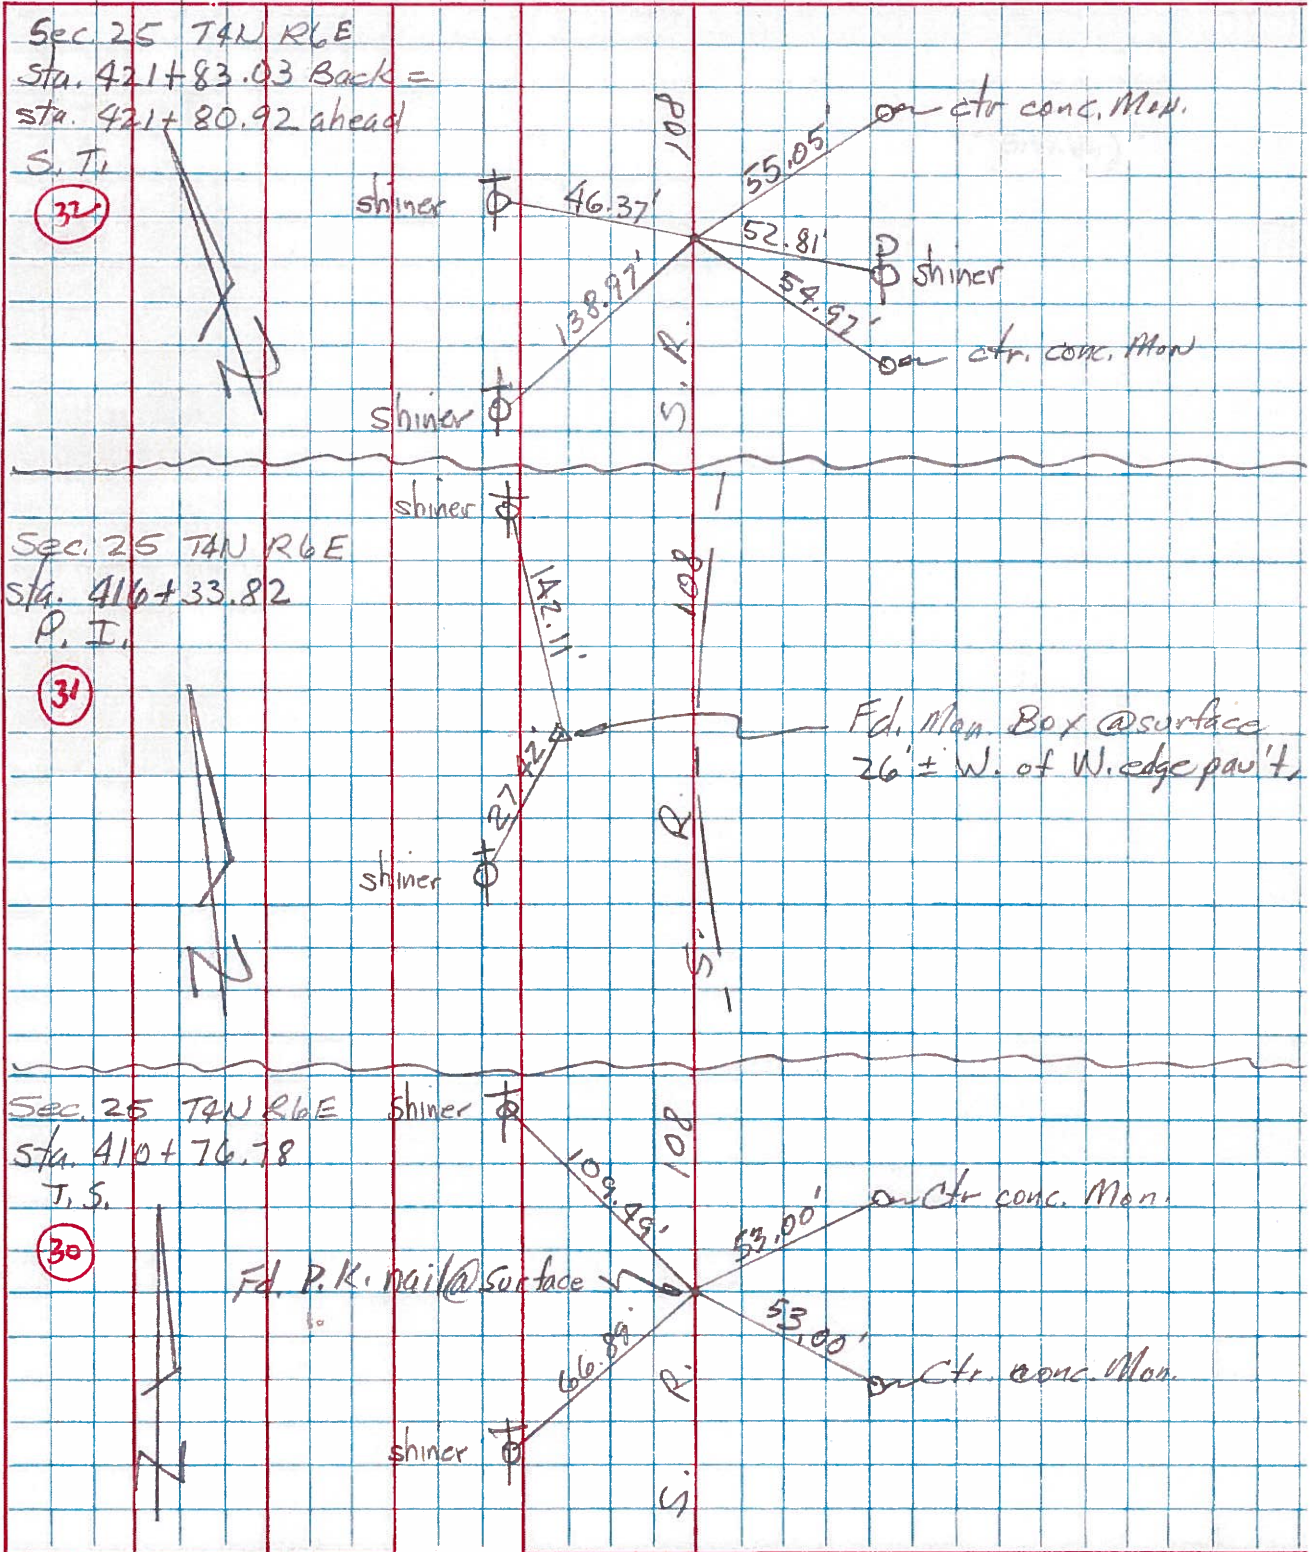 Sec. 25 T4N R6E
Sta. 421+83.03 Back =
sta. 421+80.92 ahead
S. T.
32
N
shiner
46.37'
138.97'
shiner
S. R. 108
55.05'
ctr conc. Mon.
52.81'
shiner
54.97'
ctr. conc. Mon
Sec. 25 T4N R6E
sta. 416+33.82
P. I.
31
N
shiner
142.11'
27.42'
shiner
S. R. 108
Fd. Mon. Box @ surface
26' ± W. of W. edge pav't.
Sec. 25 T4N R6E
sta. 410+76.78
T. S.
30
N
shiner
109.49'
Fd. P.K. nail @ surface
66.89'
shiner
S. R. 108
53.00'
Ctr conc. Mon.
53.00'
Ctr. conc. Mon.